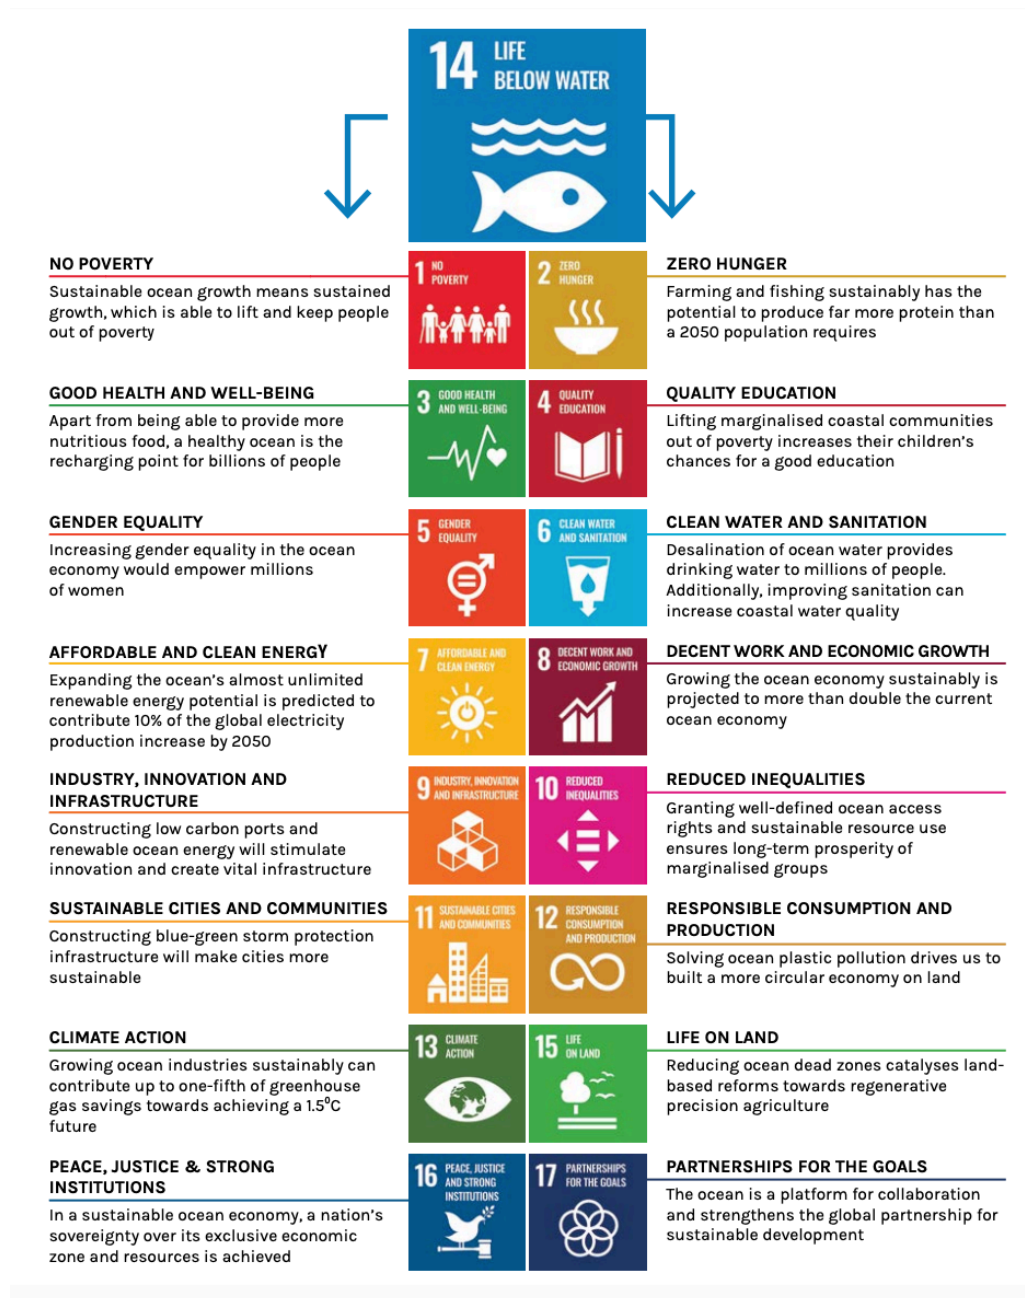 14 LIFE
BELOW WATER
NO POVERTY
Sustainable ocean growth means sustained
growth, which is able to lift and keep people
out of poverty
1 NO
POVERTY
2 ZERO
HUNGER
ZERO HUNGER
Farming and fishing sustainably has the
potential to produce far more protein than
a 2050 population requires
GOOD HEALTH AND WELL-BEING
Apart from being able to provide more
nutritious food, a healthy ocean is the
recharging point for billions of people
3 GOOD HEALTH
AND WELL-BEING
4 QUALITY
EDUCATION
QUALITY EDUCATION
Lifting marginalised coastal communities
out of poverty increases their children's
chances for a good education
GENDER EQUALITY
Increasing gender equality in the ocean
economy would empower millions
of women
5 GENDER
EQUALITY
6 CLEAN WATER
AND SANITATION
CLEAN WATER AND SANITATION
Desalination of ocean water provides
drinking water to millions of people.
Additionally, improving sanitation can
increase coastal water quality
AFFORDABLE AND CLEAN ENERGY
Expanding the ocean's almost unlimited
renewable energy potential is predicted to
contribute 10% of the global electricity
production increase by 2050
7 AFFORDABLE AND
CLEAN ENERGY
8 DECENT WORK AND
ECONOMIC GROWTH
DECENT WORK AND ECONOMIC GROWTH
Growing the ocean economy sustainably is
projected to more than double the current
ocean economy
INDUSTRY, INNOVATION AND
INFRASTRUCTURE
Constructing low carbon ports and
renewable ocean energy will stimulate
innovation and create vital infrastructure
9 INDUSTRY, INNOVATION
AND INFRASTRUCTURE
10 REDUCED
INEQUALITIES
REDUCED INEQUALITIES
Granting well-defined ocean access
rights and sustainable resource use
ensures long-term prosperity of
marginalised groups
SUSTAINABLE CITIES AND COMMUNITIES
Constructing blue-green storm protection
infrastructure will make cities more
sustainable
11 SUSTAINABLE CITIES
AND COMMUNITIES
12 RESPONSIBLE
CONSUMPTION
AND PRODUCTION
RESPONSIBLE CONSUMPTION AND
PRODUCTION
Solving ocean plastic pollution drives us to
built a more circular economy on land
CLIMATE ACTION
Growing ocean industries sustainably can
contribute up to one-fifth of greenhouse
gas savings towards achieving a 1.5°C
future
13 CLIMATE
ACTION
15 LIFE
ON LAND
LIFE ON LAND
Reducing ocean dead zones catalyses land-
based reforms towards regenerative
precision agriculture
PEACE, JUSTICE & STRONG
INSTITUTIONS
In a sustainable ocean economy, a nation's
sovereignty over its exclusive economic
zone and resources is achieved
16 PEACE, JUSTICE
AND STRONG
INSTITUTIONS
17 PARTNERSHIPS
FOR THE GOALS
PARTNERSHIPS FOR THE GOALS
The ocean is a platform for collaboration
and strengthens the global partnership for
sustainable development